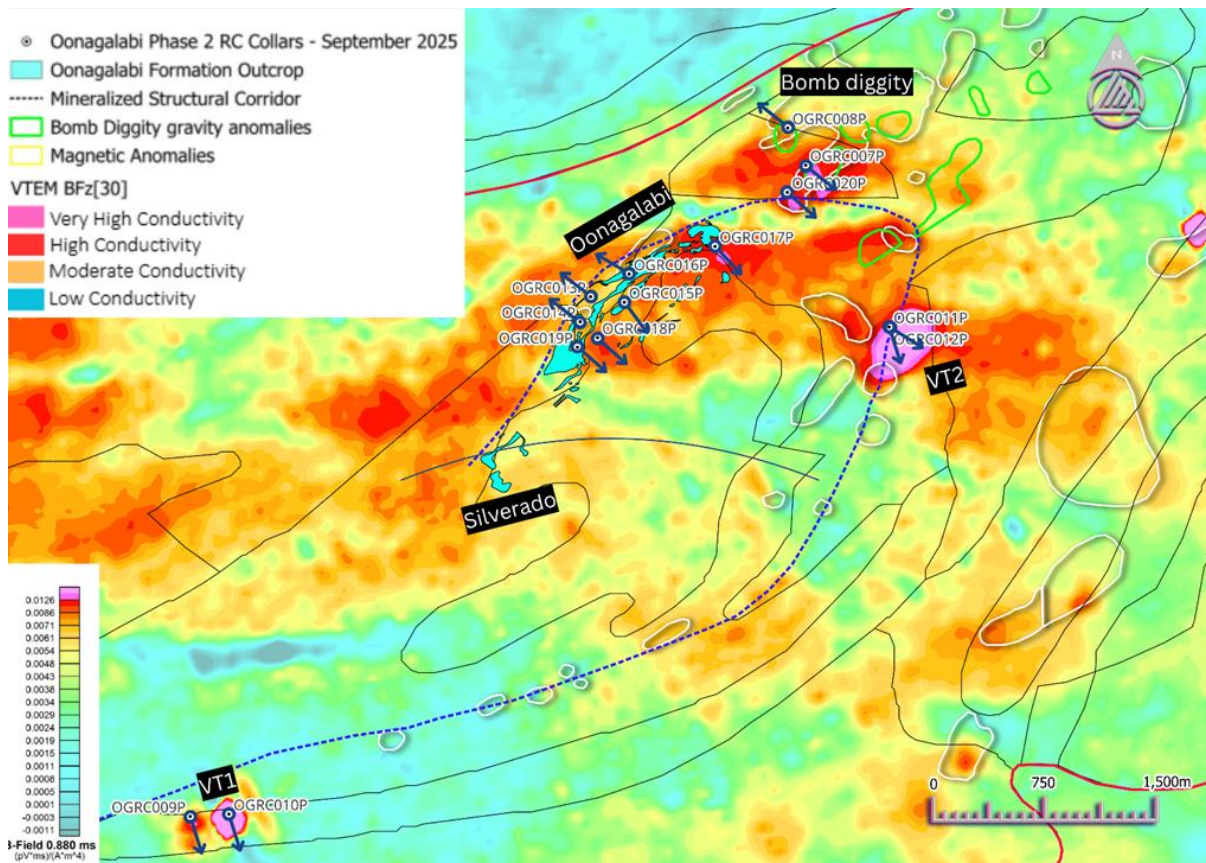 Oonagalabi Phase 2 RC Collars - September 2025
Oonagalabi Formation Outcrop
Mineralized Structural Corridor
Bomb Diggity gravity anomalies
Magnetic Anomalies
VTEM BFz[30]
Very High Conductivity
High Conductivity
Moderate Conductivity
Low Conductivity
N
Bomb diggity
OGRC008P
OGRC007P
OGRC020P
Oonagalabi
OGRC017P
OGRC016P
OGRC013P
OGRC015P
OGRC014P
OGRC018P
OGRC019P
OGRC011P
OGRC012P
VT2
Silverado
VT1
OGRC009P
OGRC010P
0 750 1,500m
0.0126
0.0086
0.0071
0.0061
0.0054
0.0048
0.0043
0.0038
0.0034
0.0029
0.0024
0.0019
0.0015
0.0011
0.0008
0.0005
0.0001
-0.0003
-0.0011
B-Field 0.880 ms
(pV*ms)/(A*m^4)